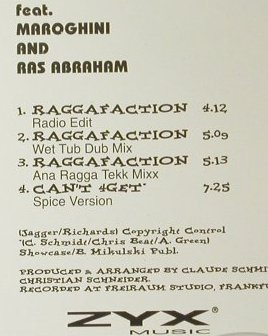 feat.
MAROGHINI
AND
RAS ABRAHAM
1. RAGGAFACTION 4.12
Radio Edit
2. RAGGAFACTION 5.09
Wet Tub Dub Mix
3. RAGGAFACTION 5.13
Ana Ragga Tekk Mixx
4. CAN'T 4GET* 7.25
Spice Version
(Jagger/Richards) Copyright Control
*(C. Schmidt/Chris Beat/A. Green)
Showcase/B. Mikulski Publ.
PRODUCED & ARRANGED BY CLAUDE SCHMI
CHRISTIAN SCHNEIDER.
RECORDED AT FREIRAUM STUDIO, FRANKFU
ZYX
MUSIC